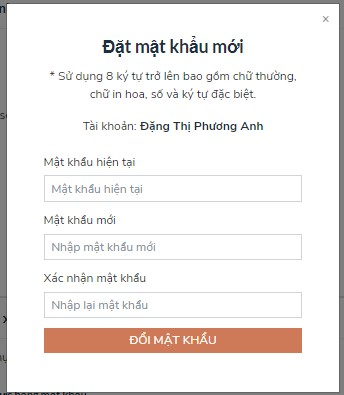 ×
Đặt mật khẩu mới
* Sử dụng 8 ký tự trở lên bao gồm chữ thường,
chữ in hoa, số và ký tự đặc biệt.
Tài khoản: Đặng Thị Phương Anh
Mật khẩu hiện tại
Mật khẩu hiện tại
Mật khẩu mới
Nhập mật khẩu mới
Xác nhận mật khẩu
Nhập lại mật khẩu
ĐỔI MẬT KHẨU